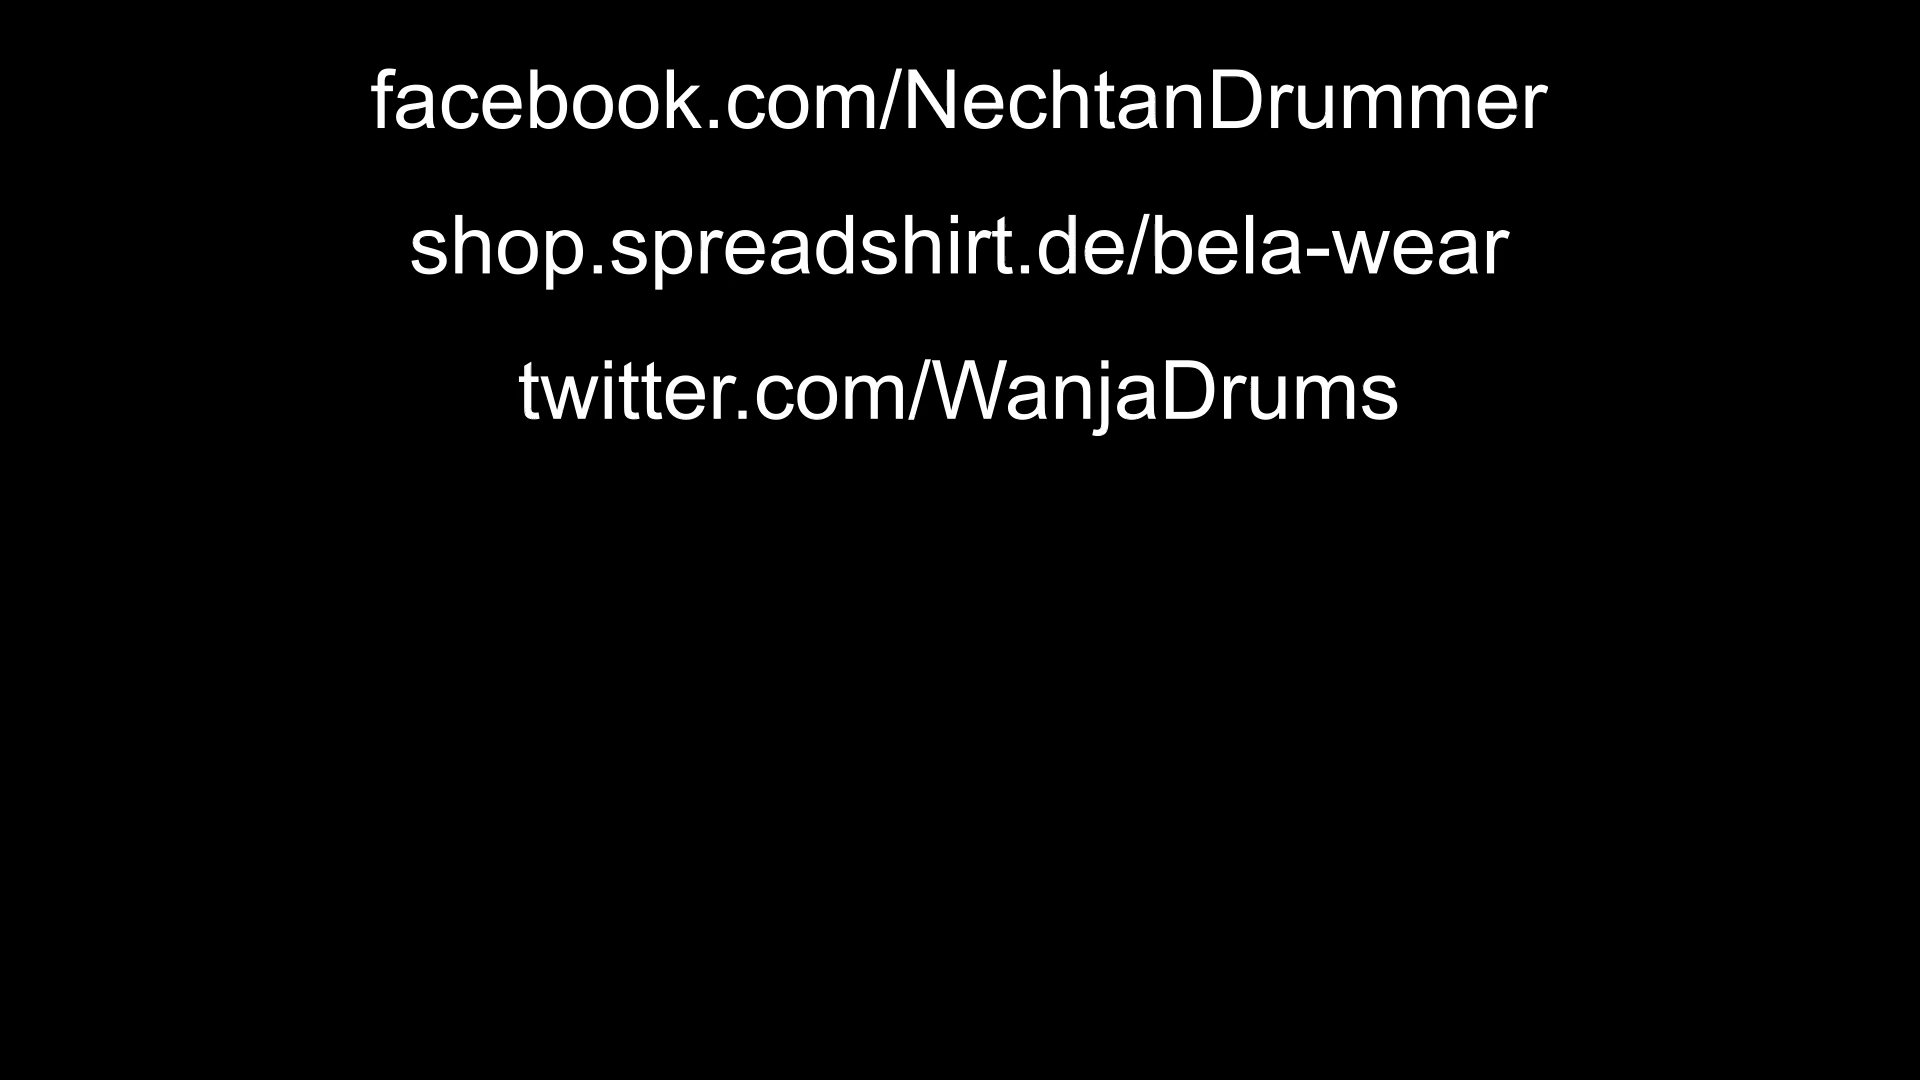 facebook.com/NechtanDrummer
shop.spreadshirt.de/bela-wear
twitter.com/WanjaDrums